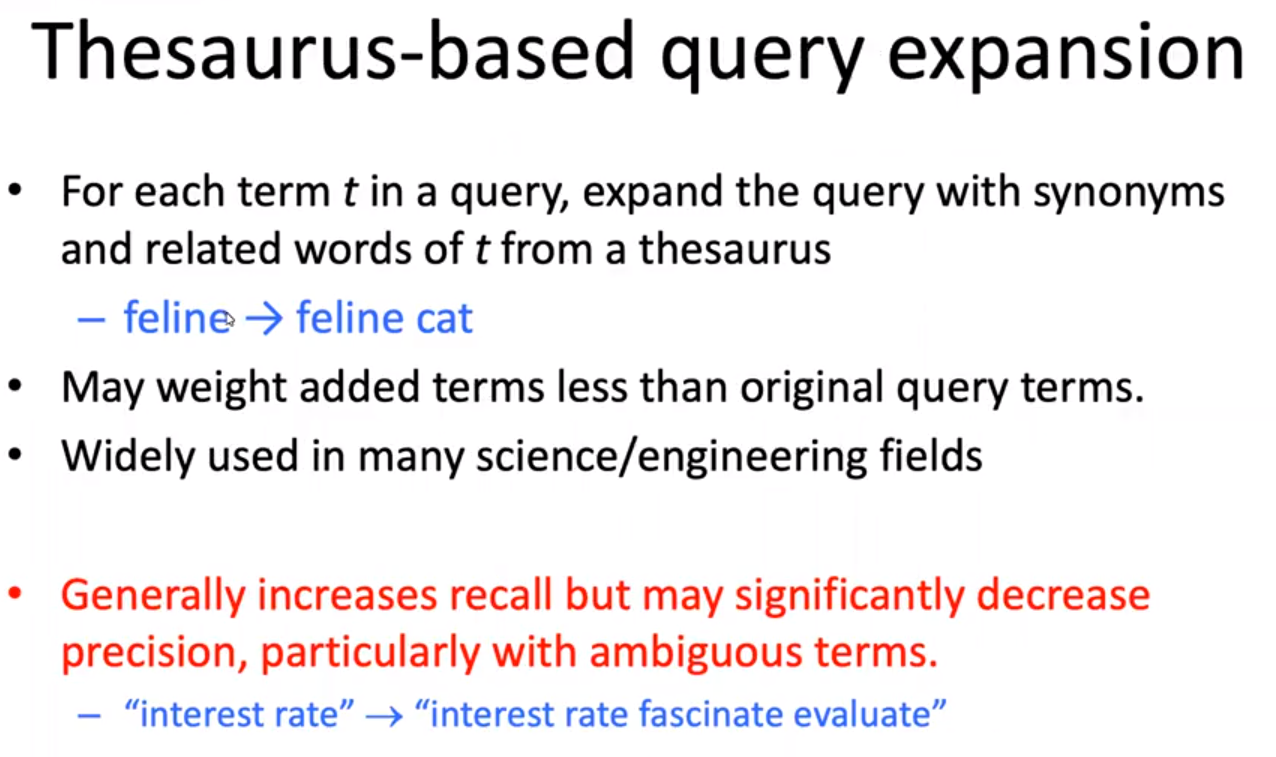 Thesaurus-based query expansion
• For each term t in a query, expand the query with synonyms
and related words of t from a thesaurus
– feline → feline cat
• May weight added terms less than original query terms.
• Widely used in many science/engineering fields
• Generally increases recall but may significantly decrease
precision, particularly with ambiguous terms.
– “interest rate” → “interest rate fascinate evaluate”